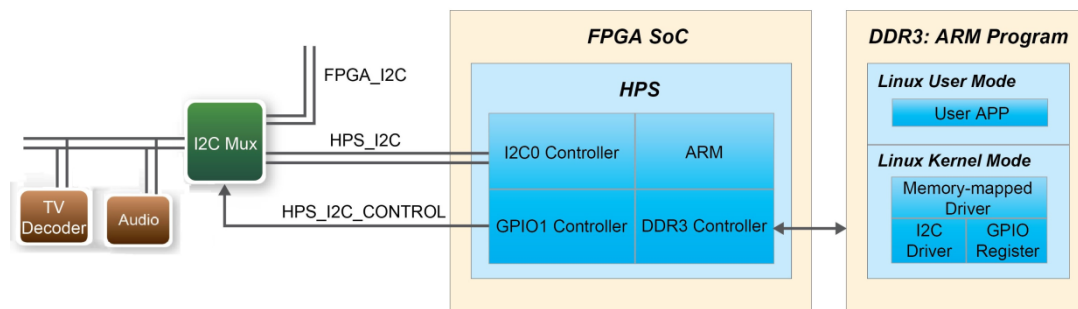 FPGA SoC
DDR3: ARM Program
FPGA_I2C
HPS
Linux User Mode
User APP
I2C Mux
HPS_I2C
I2C0 Controller
ARM
Linux Kernel Mode
Memory-mapped
Driver
TV
Decoder
Audio
HPS_I2C_CONTROL
GPIO1 Controller
DDR3 Controller
I2C
Driver
GPIO
Register